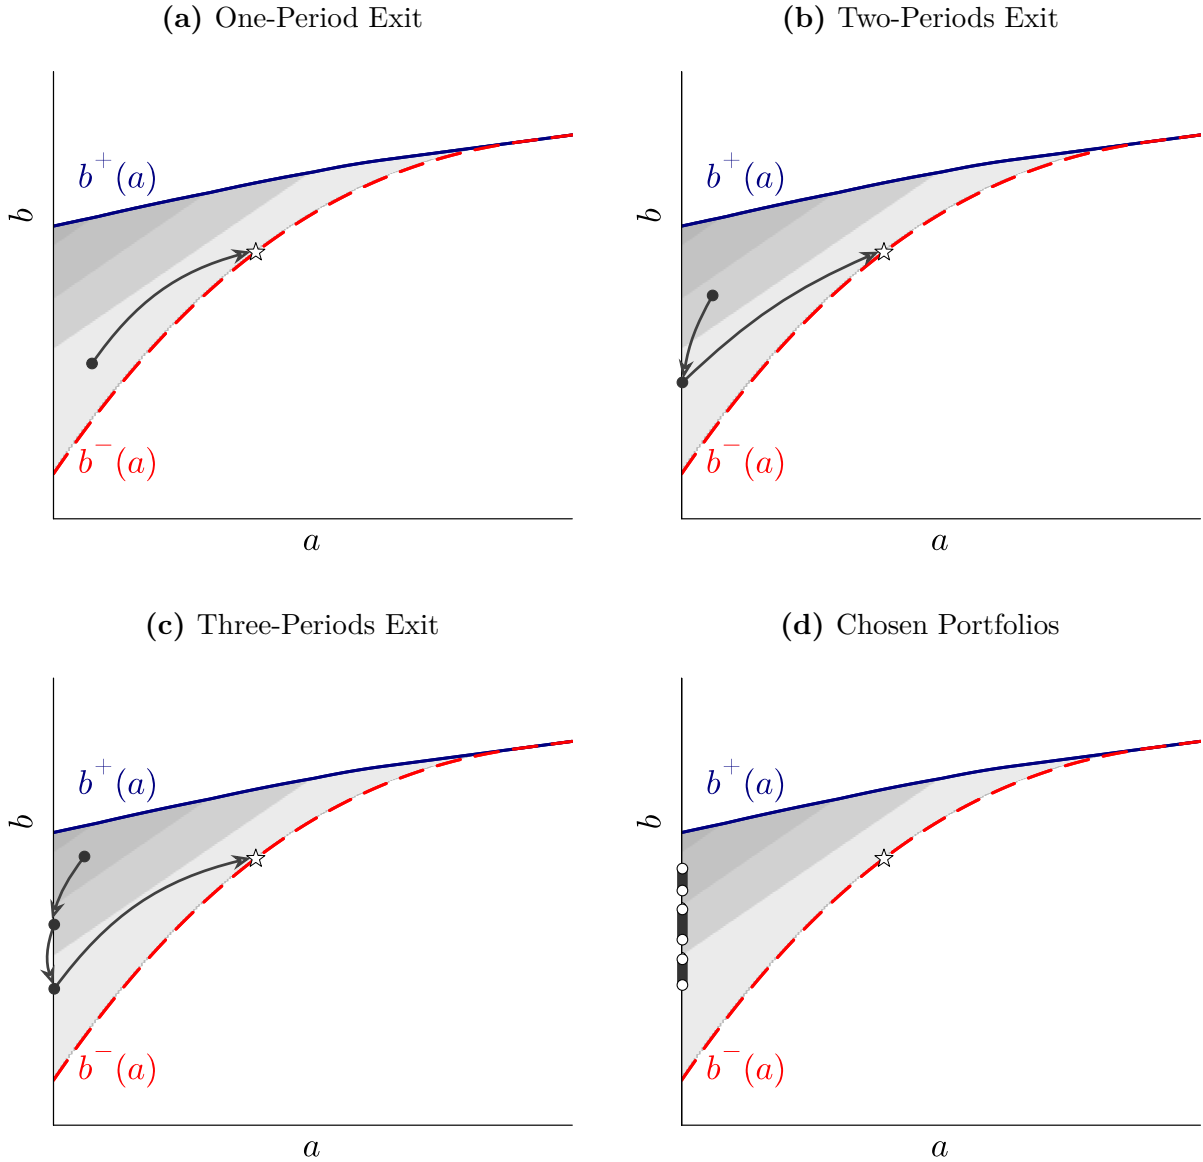 (a) One-Period Exit
b⁺(a)
b
b⁻(a)
a
(b) Two-Periods Exit
b⁺(a)
b
b⁻(a)
a
(c) Three-Periods Exit
b⁺(a)
b
b⁻(a)
a
(d) Chosen Portfolios
b⁺(a)
b
b⁻(a)
a